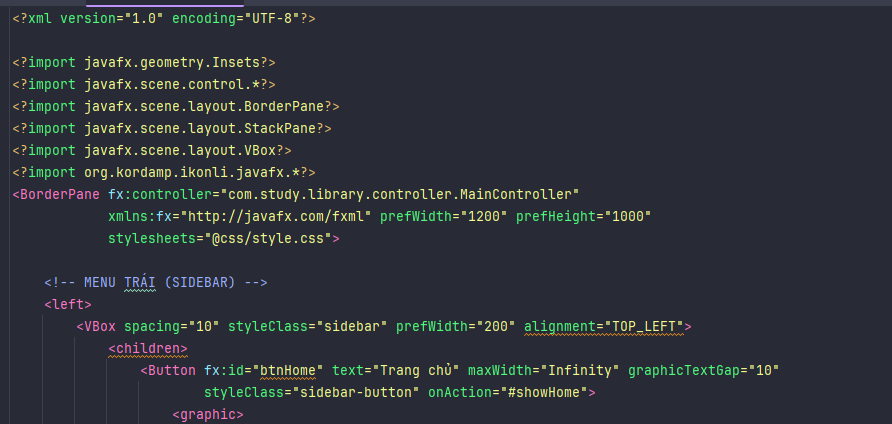 <?xml version="1.0" encoding="UTF-8"?>
<?import javafx.geometry.Insets?>
<?import javafx.scene.control.*?>
<?import javafx.scene.layout.BorderPane?>
<?import javafx.scene.layout.StackPane?>
<?import javafx.scene.layout.VBox?>
<?import org.kordamp.ikonli.javafx.*?>
<BorderPane fx:controller="com.study.library.controller.MainController"
xmlns:fx="http://javafx.com/fxml" prefWidth="1200" prefHeight="1000"
stylesheets="@css/style.css">
<!-- MENU TRÁI (SIDEBAR) -->
<left>
<VBox spacing="10" styleClass="sidebar" prefWidth="200" alignment="TOP_LEFT">
<children>
<Button fx:id="btnHome" text="Trang chủ" maxWidth="Infinity" graphicTextGap="10"
styleClass="sidebar-button" onAction="#showHome">
<graphic>